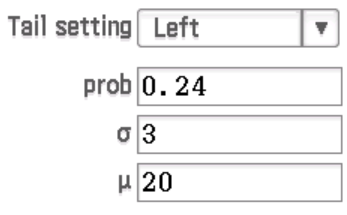 Tail setting Left
prob 0.24
σ 3
μ 20